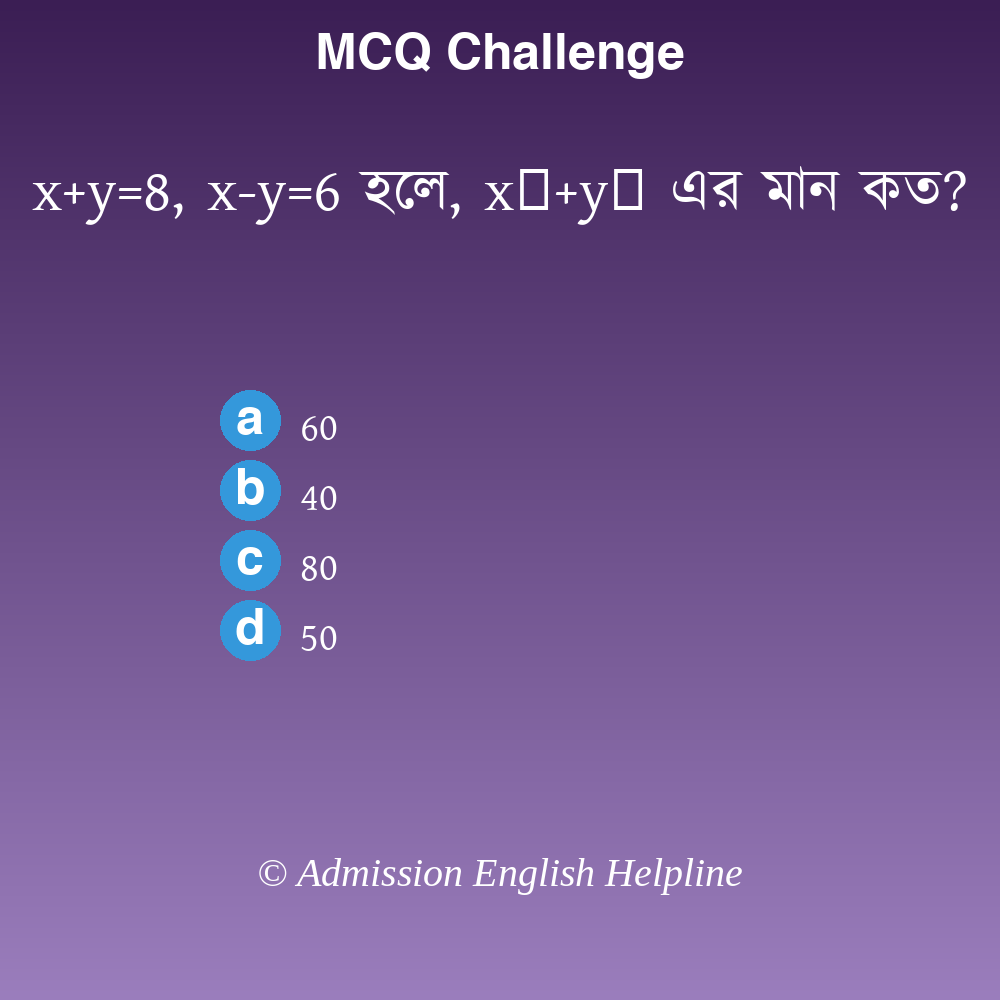 MCQ Challenge
x+y=8, x-y=6 হলে, x▯+y▯ এর মান কত?
a 60
b 40
c 80
d 50
© Admission English Helpline